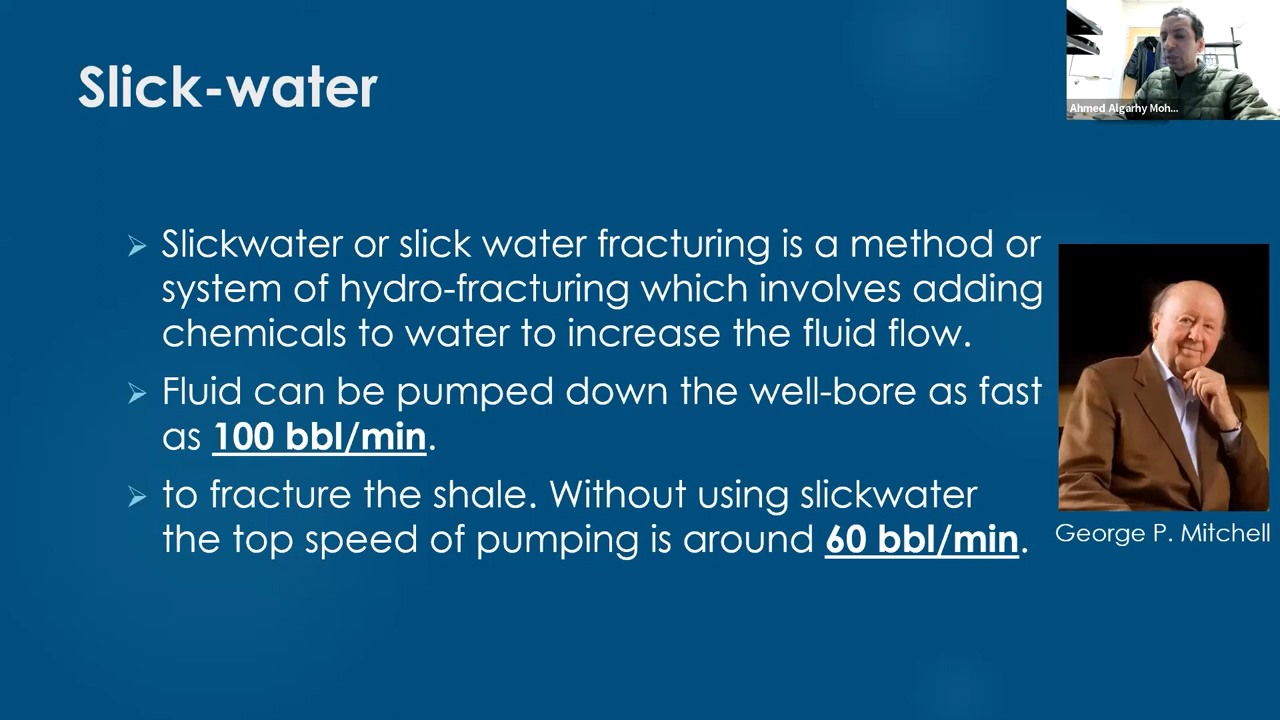 Slick-water
Ahmed Algarhy Moh...
Slickwater or slick water fracturing is a method or
system of hydro-fracturing which involves adding
chemicals to water to increase the fluid flow.
Fluid can be pumped down the well-bore as fast
as 100 bbl/min.
to fracture the shale. Without using slickwater
the top speed of pumping is around 60 bbl/min.
George P. Mitchell